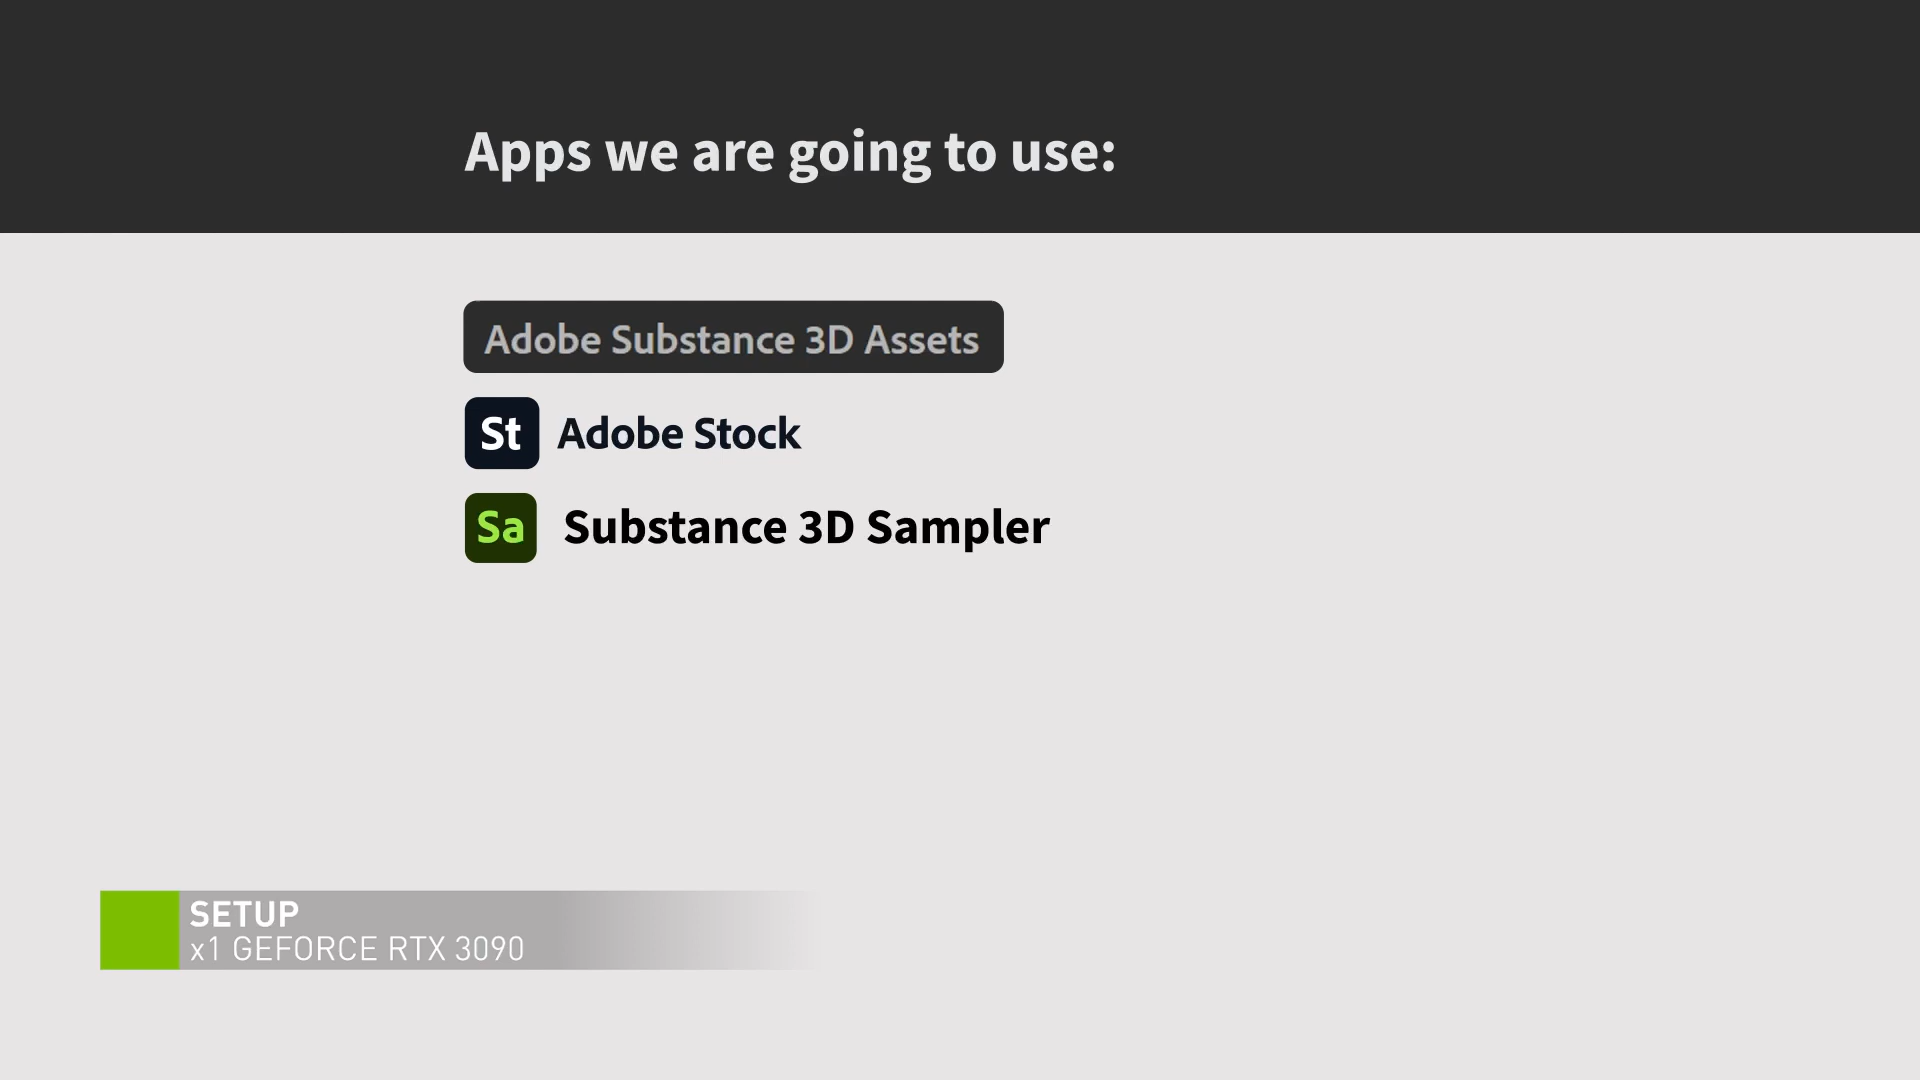 Apps we are going to use:
Adobe Substance 3D Assets
St Adobe Stock
Sa Substance 3D Sampler
SETUP
x1 GEFORCE RTX 3090